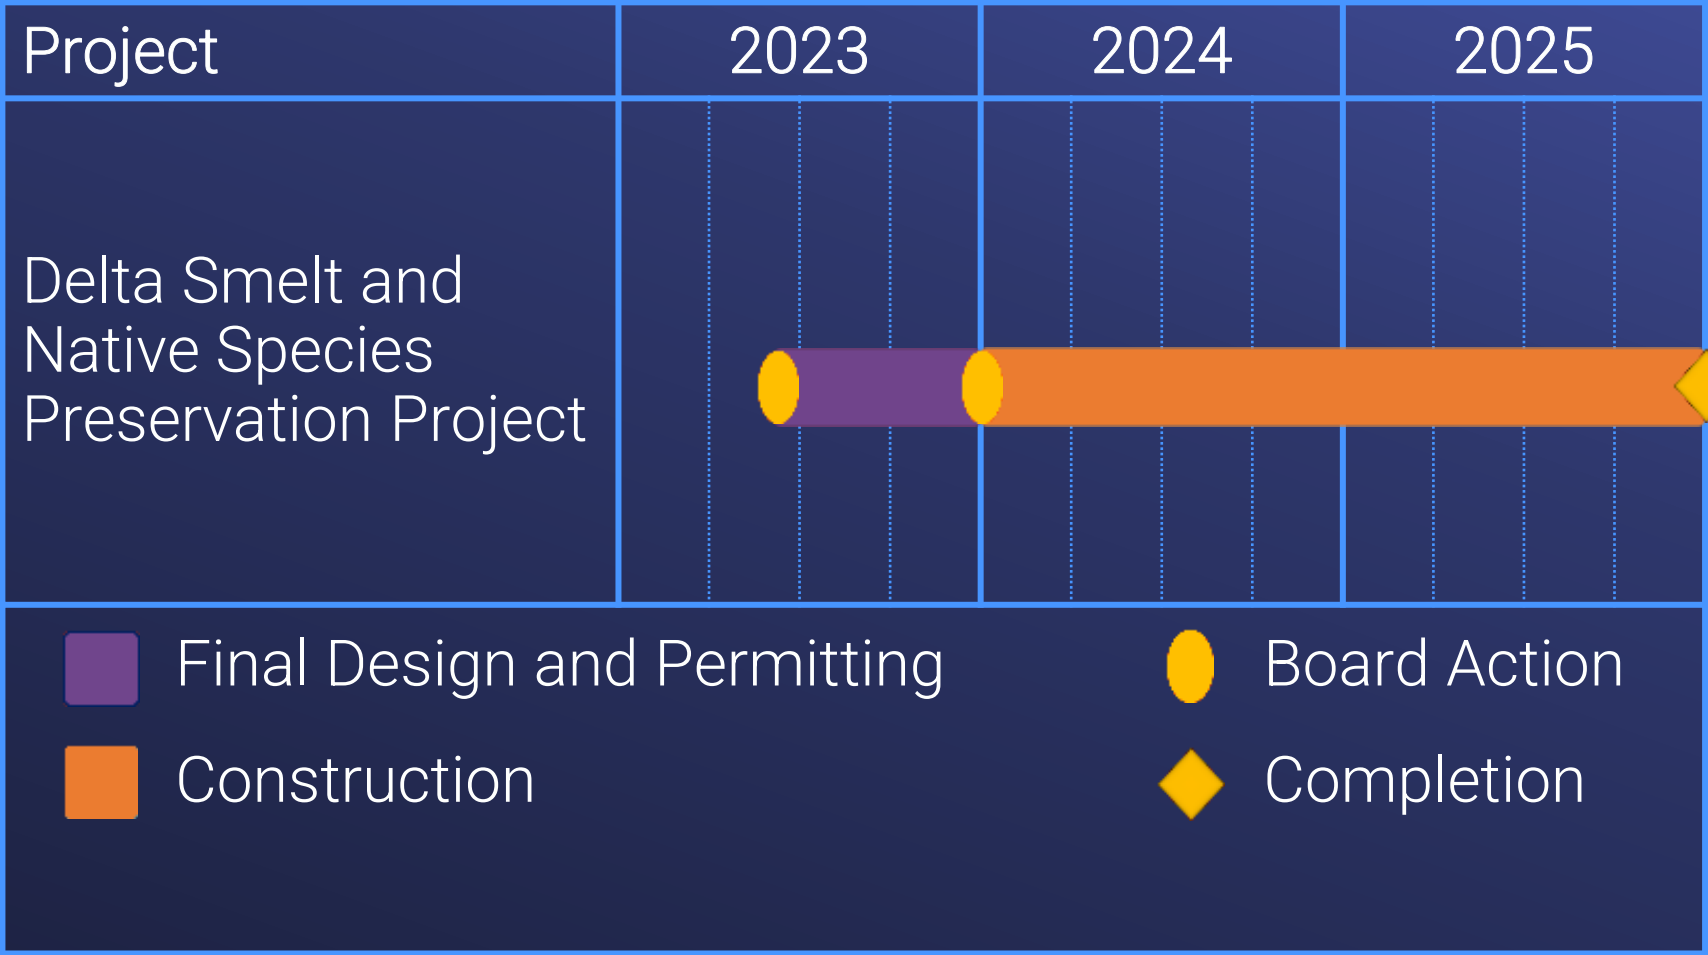 Project
2023
2024
2025
Delta Smelt and
Native Species
Preservation Project
Final Design and Permitting
Board Action
Construction
Completion